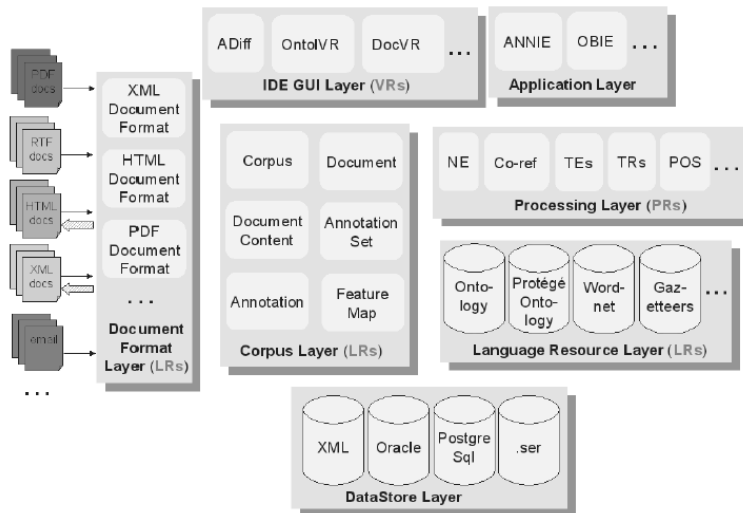 PDF
docs
RTF
docs
HTML
docs
XML
docs
email
...
XML
Document
Format
HTML
Document
Format
PDF
Document
Format
...
Document
Format
Layer (LRs)
ADiff
OntolVR
DocVR
...
IDE GUI Layer (VRs)
ANNIE
OBIE
...
Application Layer
Corpus
Document
Document
Content
Annotation
Set
Annotation
Feature
Map
Corpus Layer (LRs)
NE
Co-ref
TEs
TRs
POS
...
Processing Layer (PRs)
Onto-
logy
Protégé
Onto-
logy
Word-
net
Gaz-
etteers
...
Language Resource Layer (LRs)
XML
Oracle
Postgre
Sql
.ser
DataStore Layer